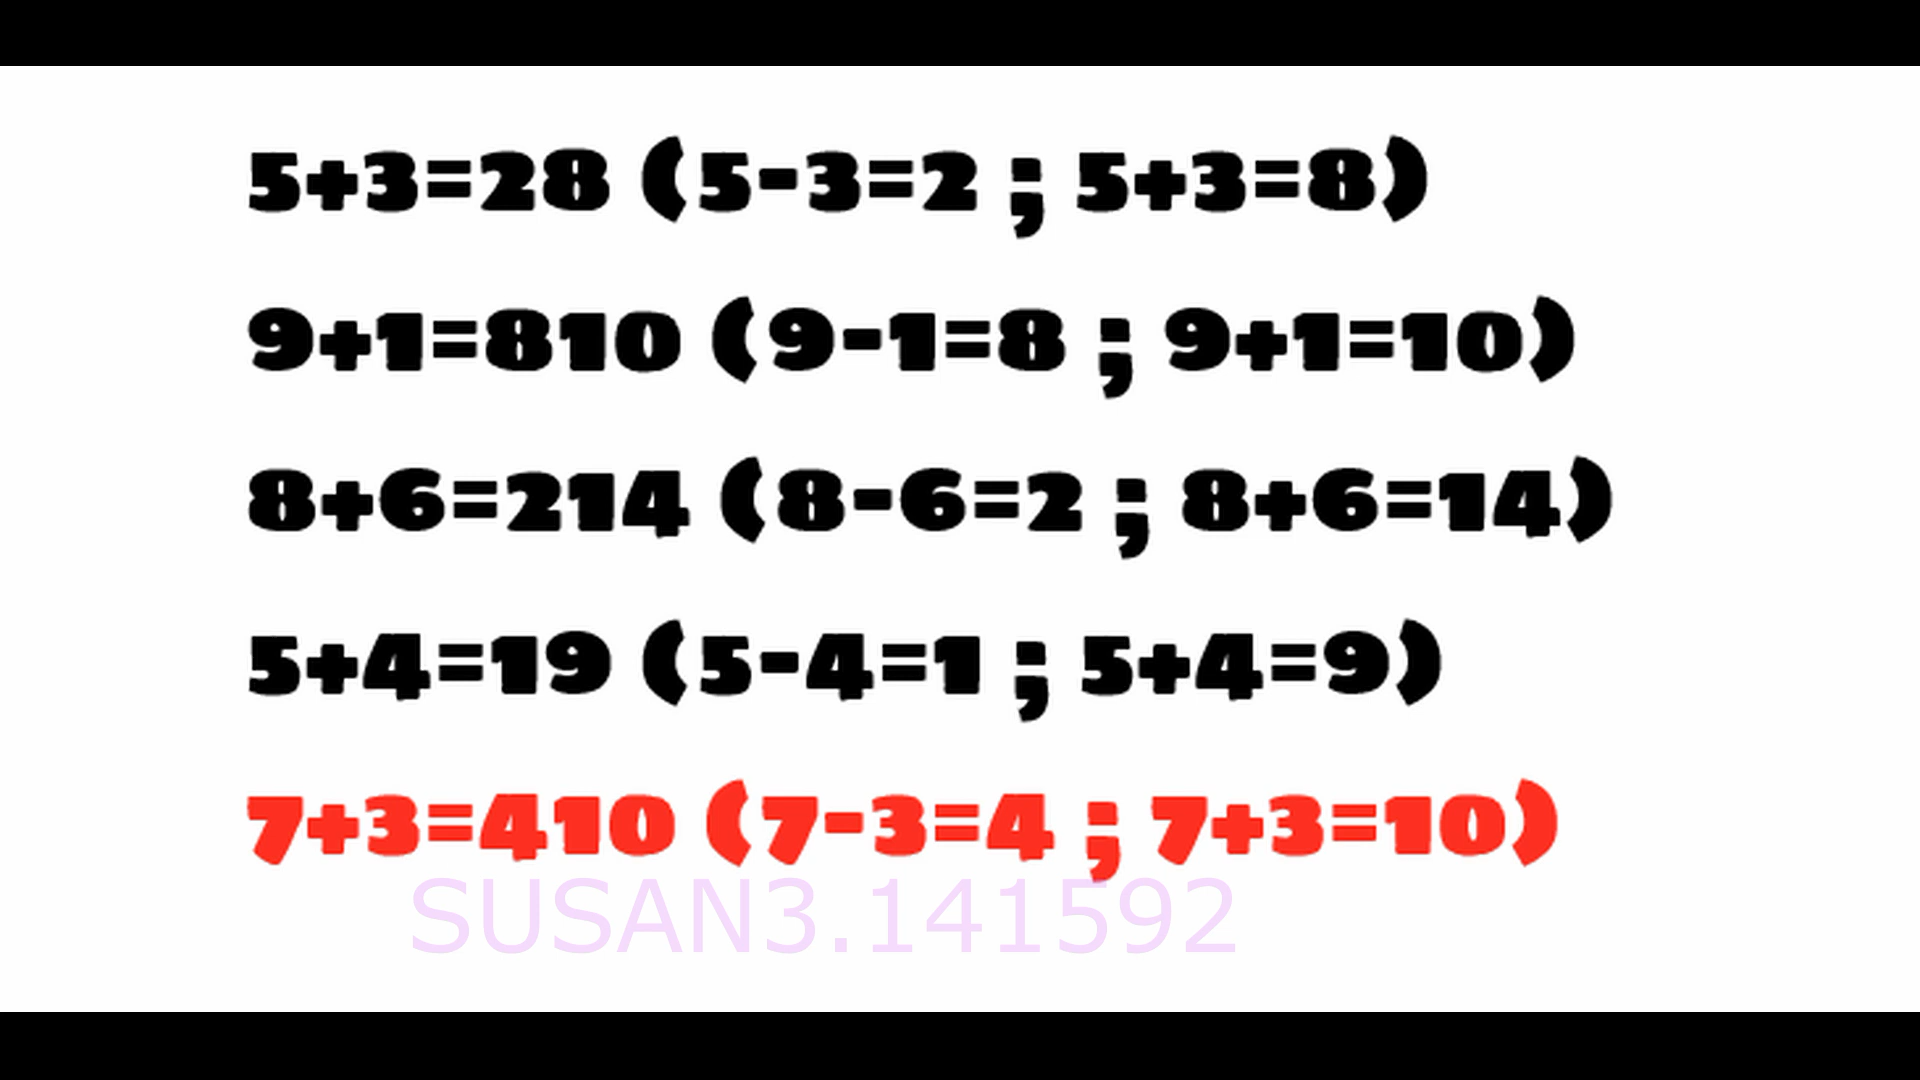 5+3=28 (5-3=2 ; 5+3=8)
9+1=810 (9-1=8 ; 9+1=10)
8+6=214 (8-6=2 ; 8+6=14)
5+4=19 (5-4=1 ; 5+4=9)
7+3=410 (7-3=4 ; 7+3=10)
SUSAN3.141592